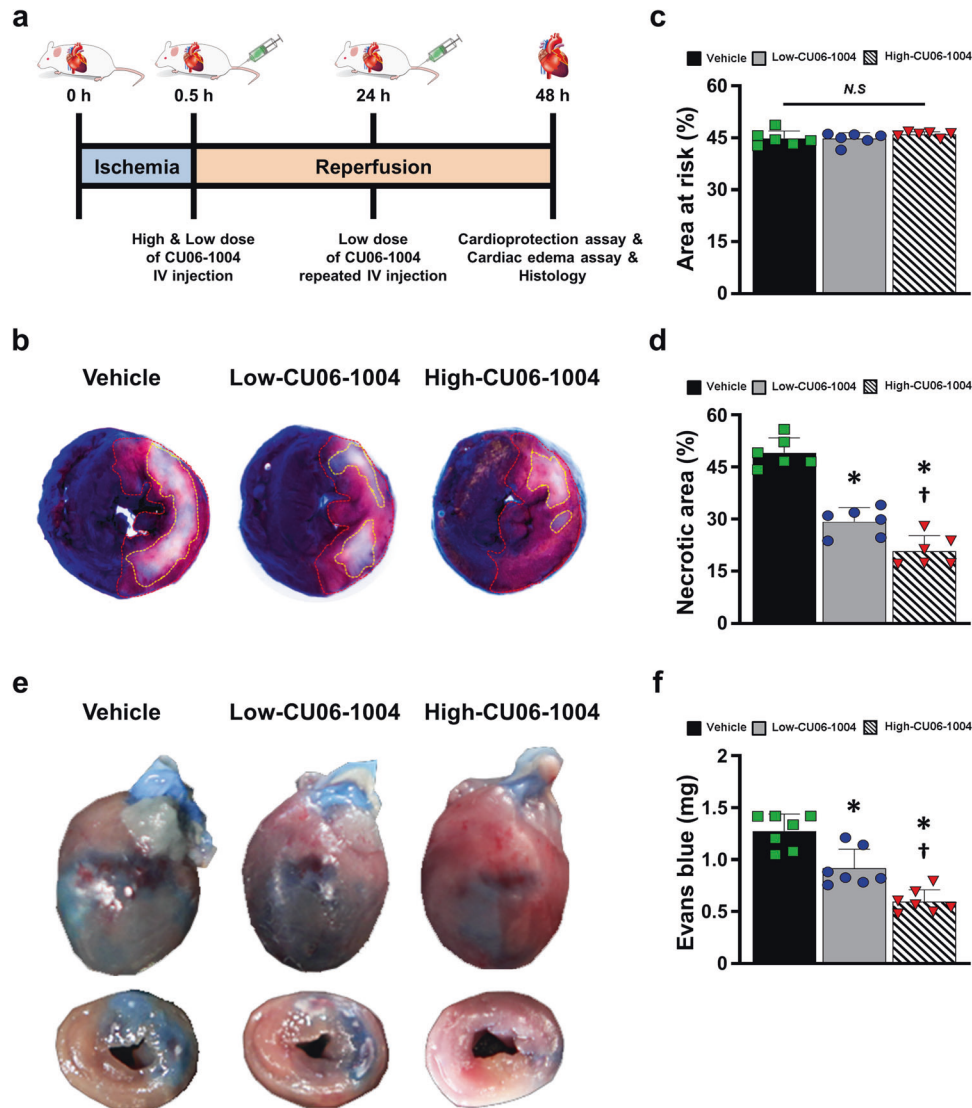 a
0 h
0.5 h
24 h
48 h
Ischemia
Reperfusion
High & Low dose
of CU06-1004
IV injection
Low dose
of CU06-1004
repeated IV injection
Cardioprotection assay &
Cardiac edema assay &
Histology
b
Vehicle
Low-CU06-1004
High-CU06-1004
c
Vehicle
Low-CU06-1004
High-CU06-1004
N.S
Area at risk (%)
60
45
30
15
0
d
Vehicle
Low-CU06-1004
High-CU06-1004
Necrotic area (%)
60
45
30
15
0
*
*
†
e
Vehicle
Low-CU06-1004
High-CU06-1004
f
Vehicle
Low-CU06-1004
High-CU06-1004
Evans blue (mg)
2
1.5
1.0
0.5
0
*
*
†